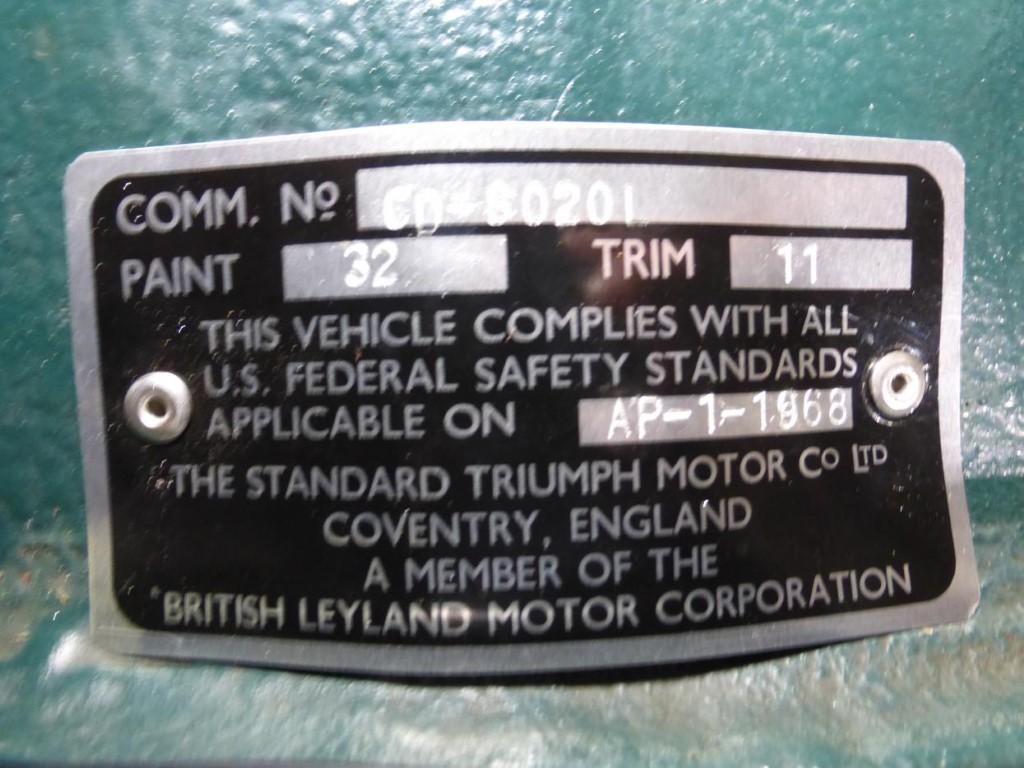 COMM. Nº CD-80201
PAINT 32 TRIM 11
THIS VEHICLE COMPLIES WITH ALL
U.S. FEDERAL SAFETY STANDARDS
APPLICABLE ON AP-1-1968
THE STANDARD TRIUMPH MOTOR Co LTD
COVENTRY, ENGLAND
A MEMBER OF THE
BRITISH LEYLAND MOTOR CORPORATION